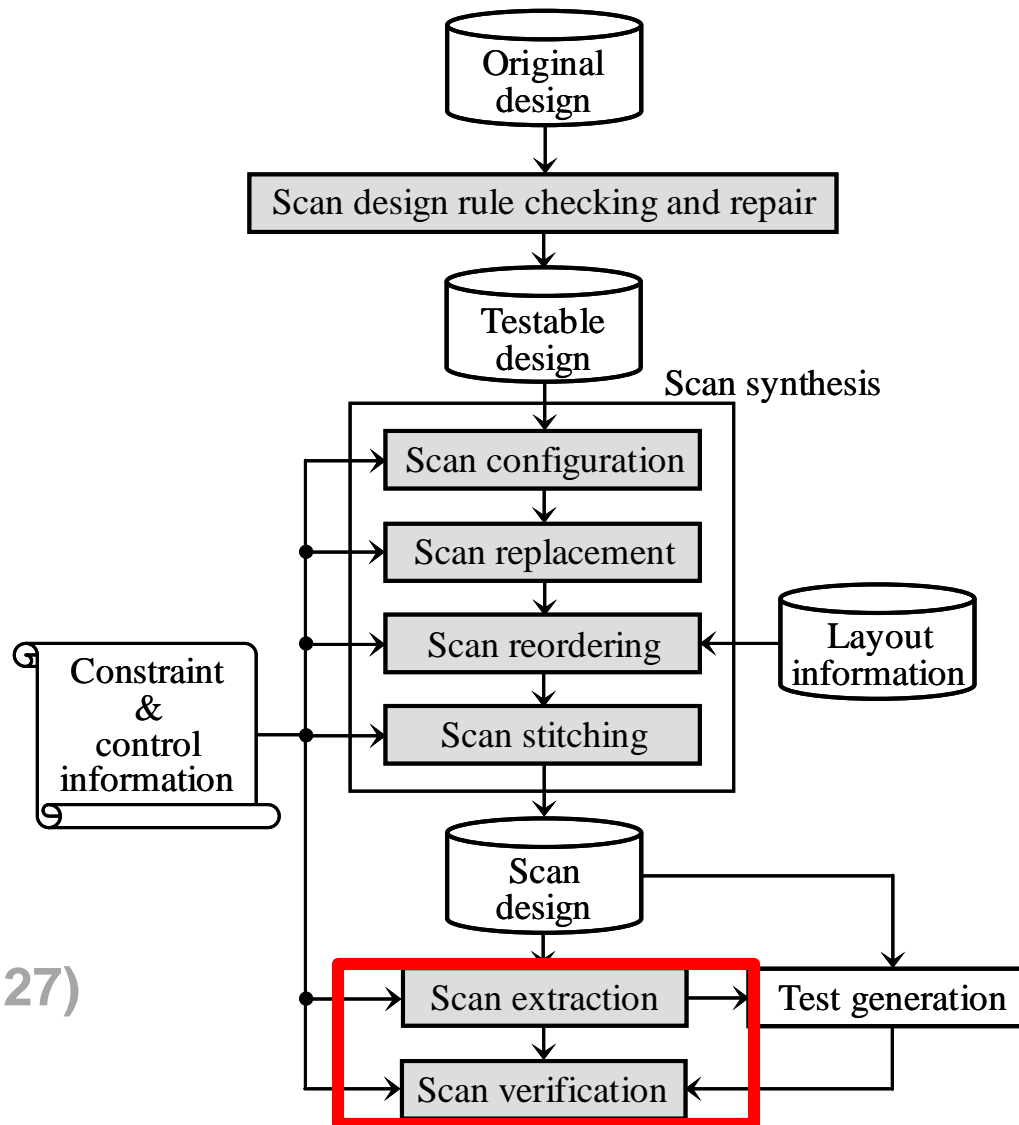 Original
design
Scan design rule checking and repair
Testable
design
Scan synthesis
Scan configuration
Scan replacement
Scan reordering
Layout
information
Constraint
&
control
information
Scan stitching
Scan
design
27)
Scan extraction
Test generation
Scan verification